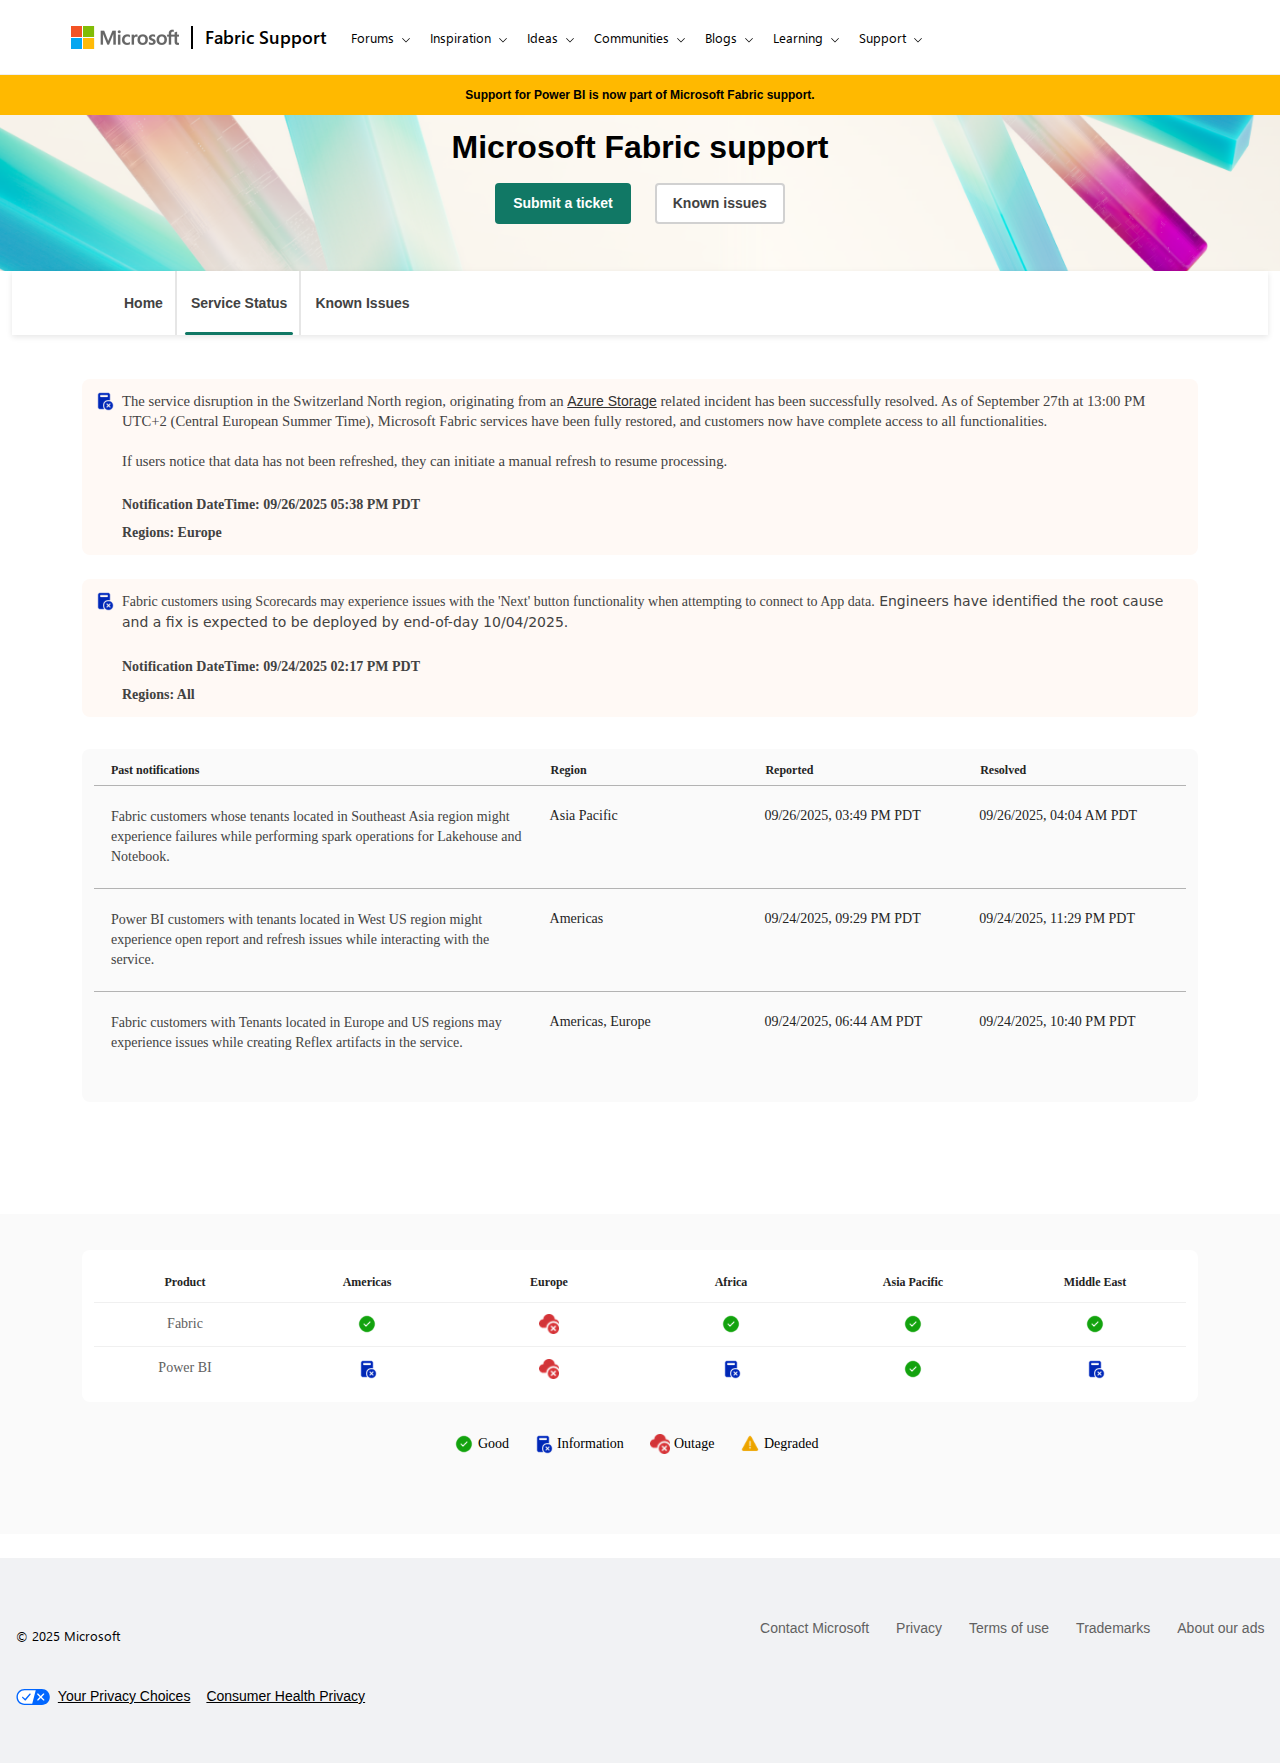 Microsoft | Fabric Support Forums Inspiration Ideas Communities Blogs Learning Support
Support for Power BI is now part of Microsoft Fabric support.
Microsoft Fabric support
Submit a ticket Known issues
Home Service Status Known Issues
The service disruption in the Switzerland North region, originating from an Azure Storage related incident has been successfully resolved. As of September 27th at 13:00 PM
UTC+2 (Central European Summer Time), Microsoft Fabric services have been fully restored, and customers now have complete access to all functionalities.
If users notice that data has not been refreshed, they can initiate a manual refresh to resume processing.
Notification DateTime: 09/26/2025 05:38 PM PDT
Regions: Europe
Fabric customers using Scorecards may experience issues with the 'Next' button functionality when attempting to connect to App data. Engineers have identified the root cause
and a fix is expected to be deployed by end-of-day 10/04/2025.
Notification DateTime: 09/24/2025 02:17 PM PDT
Regions: All
Past notifications Region Reported Resolved
Fabric customers whose tenants located in Southeast Asia region might Asia Pacific 09/26/2025, 03:49 PM PDT 09/26/2025, 04:04 AM PDT
experience failures while performing spark operations for Lakehouse and
Notebook.
Power BI customers with tenants located in West US region might Americas 09/24/2025, 09:29 PM PDT 09/24/2025, 11:29 PM PDT
experience open report and refresh issues while interacting with the
service.
Fabric customers with Tenants located in Europe and US regions may Americas, Europe 09/24/2025, 06:44 AM PDT 09/24/2025, 10:40 PM PDT
experience issues while creating Reflex artifacts in the service.
Product Americas Europe Africa Asia Pacific Middle East
Fabric
Power BI
Good Information Outage Degraded
Contact Microsoft Privacy Terms of use Trademarks About our ads
© 2025 Microsoft
Your Privacy Choices Consumer Health Privacy